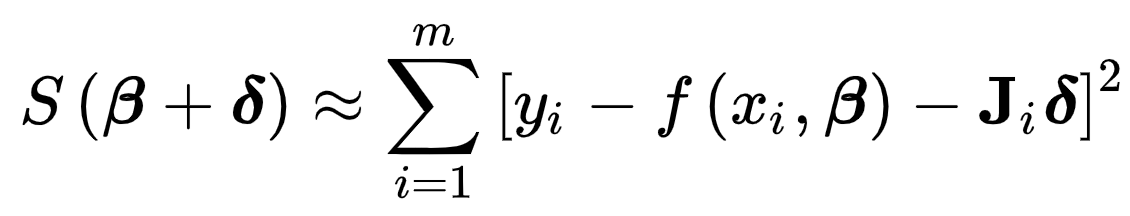 S(𝜷 + 𝜹) ≈ ∑_{i=1}^{m} [y_i − f(x_i, 𝜷) − 𝐉_i 𝜹]^2